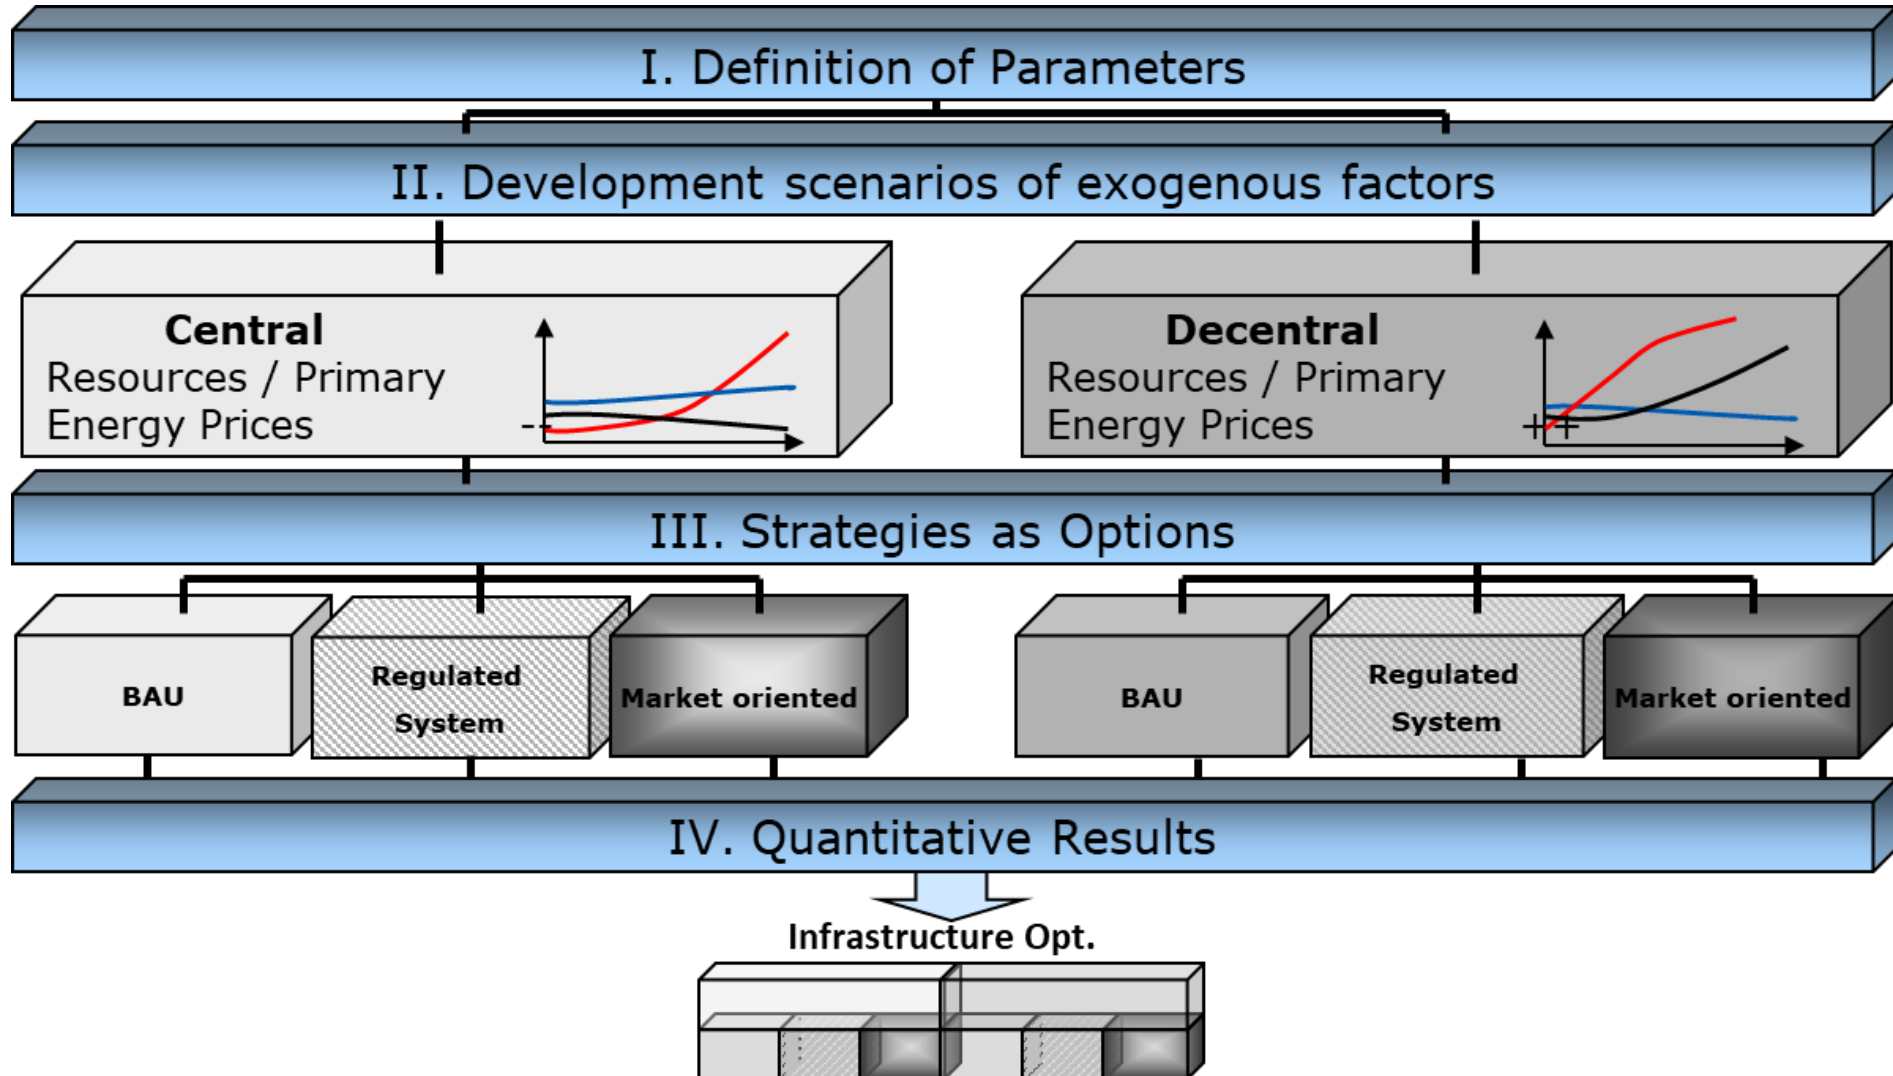 I. Definition of Parameters
II. Development scenarios of exogenous factors
Central
Resources / Primary
Energy Prices
--
Decentral
Resources / Primary
Energy Prices
++
III. Strategies as Options
BAU
Regulated
System
Market oriented
BAU
Regulated
System
Market oriented
IV. Quantitative Results
Infrastructure Opt.